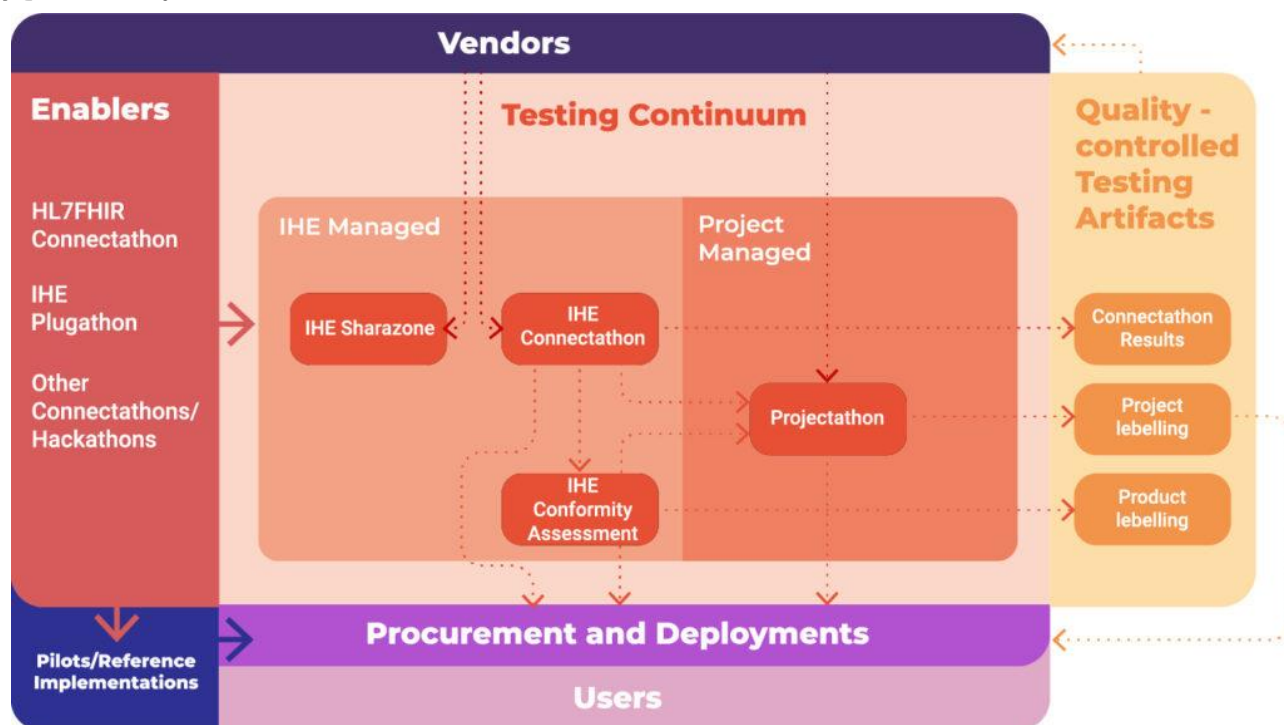 Vendors
Enablers
HL7FHIR
Connectathon
IHE
Plugathon
Other
Connectathons/
Hackathons
Testing Continuum
IHE Managed
Project
Managed
IHE Sharazone
IHE
Connectathon
Projectathon
IHE
Conformity
Assessment
Quality -
controlled
Testing
Artifacts
Connectathon
Results
Project
lebelling
Product
lebelling
Pilots/Reference
Implementations
Procurement and Deployments
Users